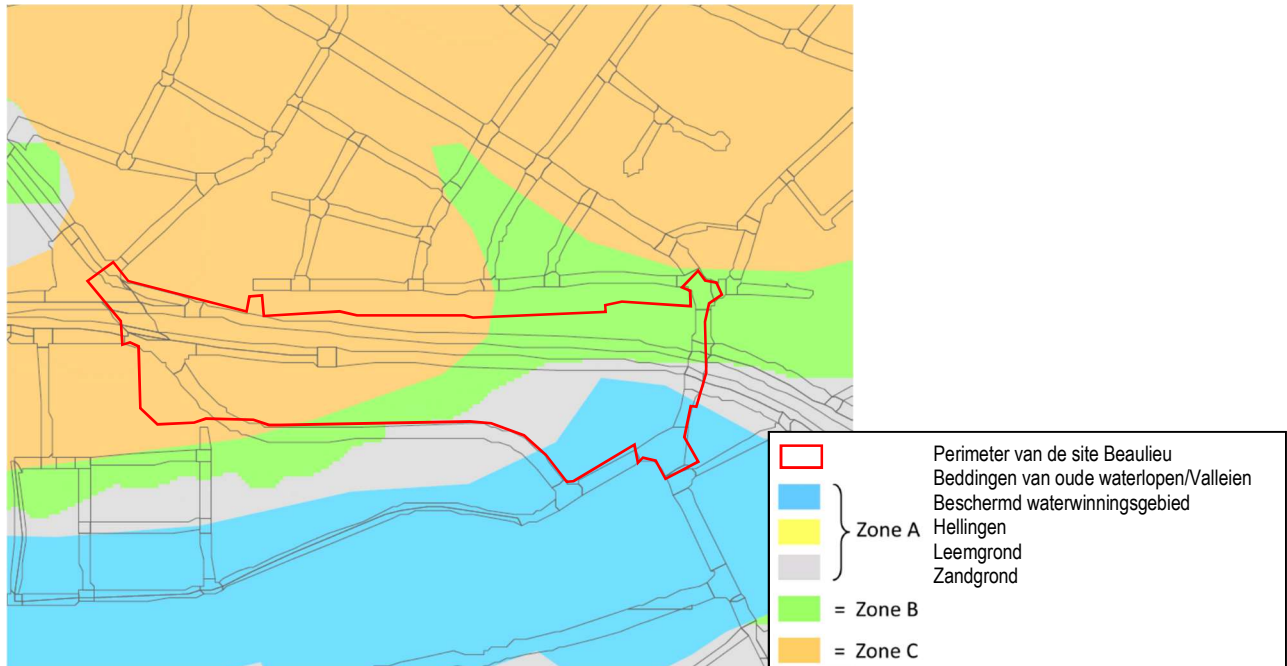 Perimeter van de site Beaulieu
Beddingen van oude waterlopen/Valleien
Beschermd waterwinningsgebied
Zone A
Hellingen
Leemgrond
Zandgrond
= Zone B
= Zone C